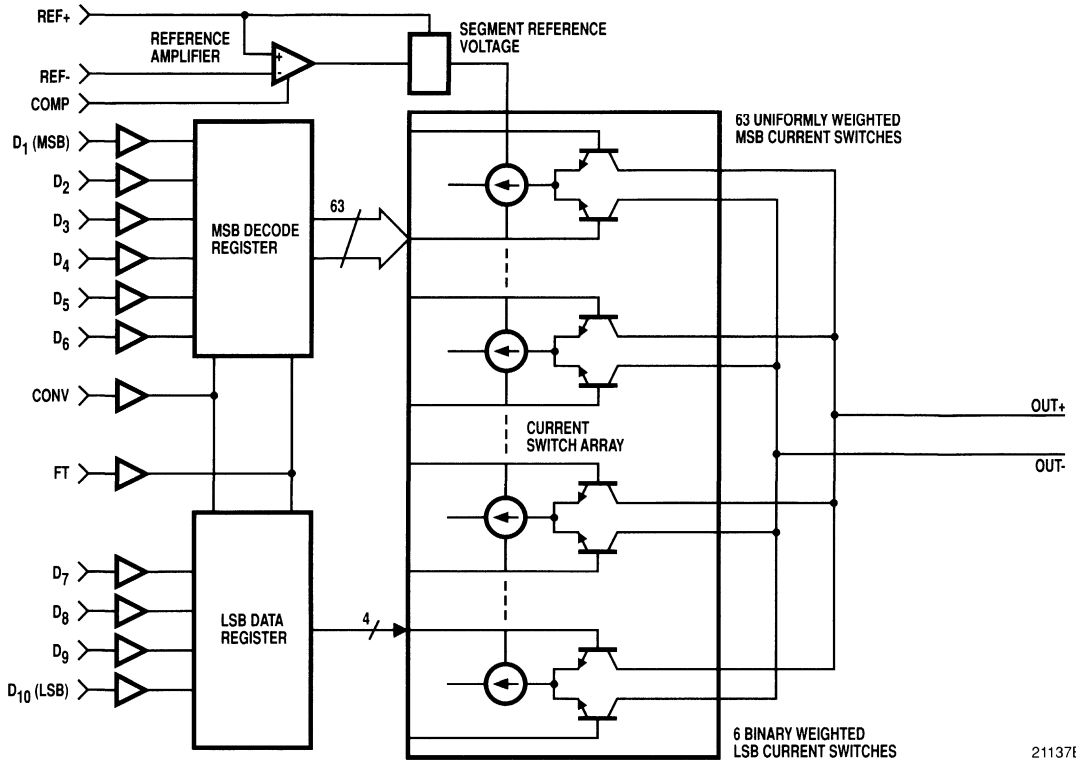 REF+
SEGMENT REFERENCE
VOLTAGE
REFERENCE
AMPLIFIER
+
-
REF-
COMP
63 UNIFORMLY WEIGHTED
MSB CURRENT SWITCHES
D1 (MSB)
D2
D3
D4
D5
D6
MSB DECODE
REGISTER
63
CONV
FT
CURRENT
SWITCH ARRAY
OUT+
OUT-
D7
D8
D9
D10 (LSB)
LSB DATA
REGISTER
4
6 BINARY WEIGHTED
LSB CURRENT SWITCHES